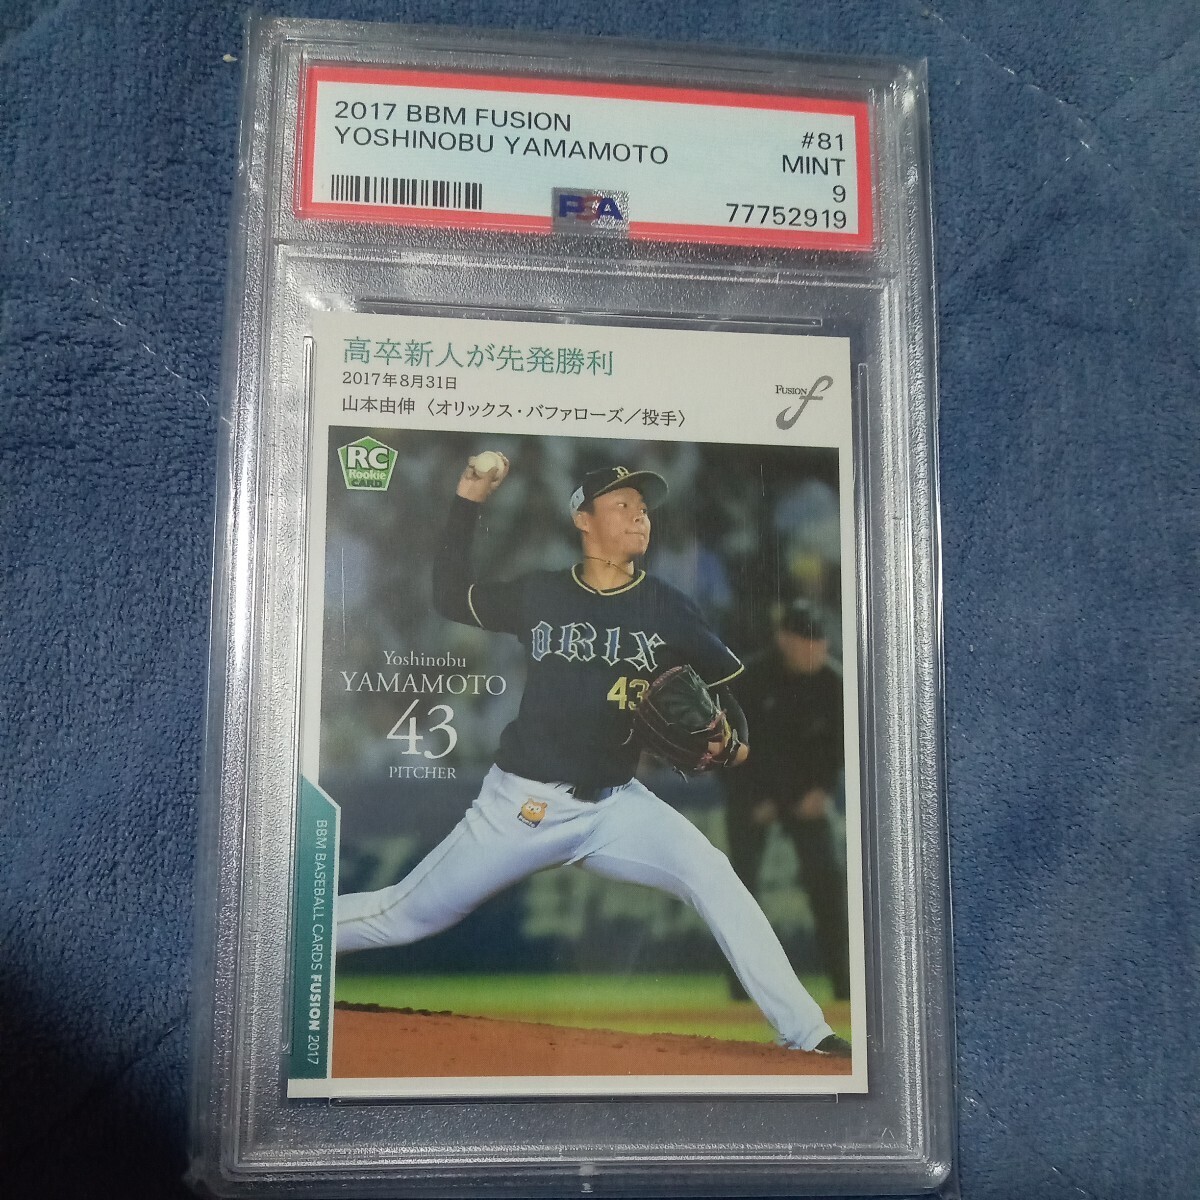 2017 BBM FUSION #81
YOSHINOBU YAMAMOTO MINT
9
77752919
PSA
高卒新人が先発勝利
2017年8月31日
山本由伸〈オリックス・バファローズ／投手〉
FUSION f
RC
Rookie
CARD
B
ORIX
43
Yoshinobu
YAMAMOTO
43
PITCHER
BBM BASEBALL CARDS FUSION 2017